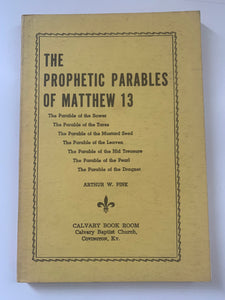 THE
PROPHETIC PARABLES
OF MATTHEW 13
The Parable of the Sower
The Parable of the Tares
The Parable of the Mustard Seed
The Parable of the Leaven
The Parable of the Hid Treasure
The Parable of the Pearl
The Parable of the Dragnet
ARTHUR W. PINK
CALVARY BOOK ROOM
Calvary Baptist Church,
COVINGTON, KY.